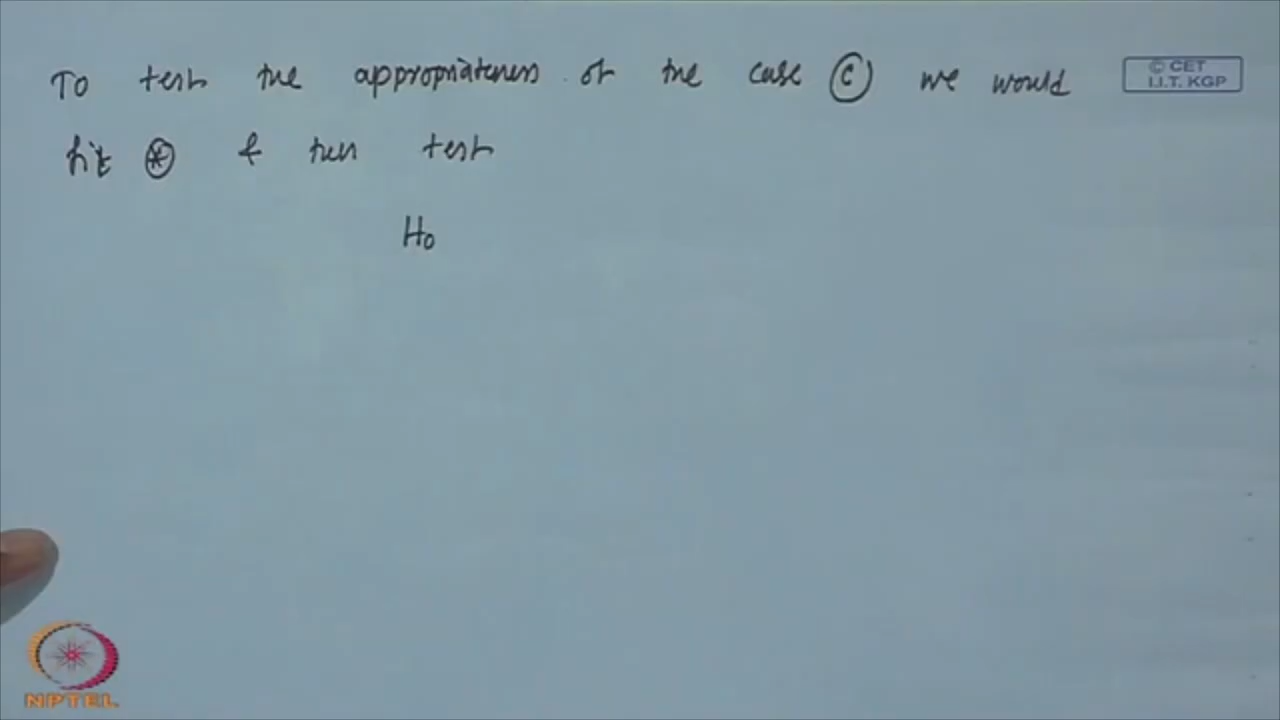 To test the appropriateness of the case Ⓒ we would
fit ⊛ & then test
H₀
© CET
I.I.T. KGP
NPTEL